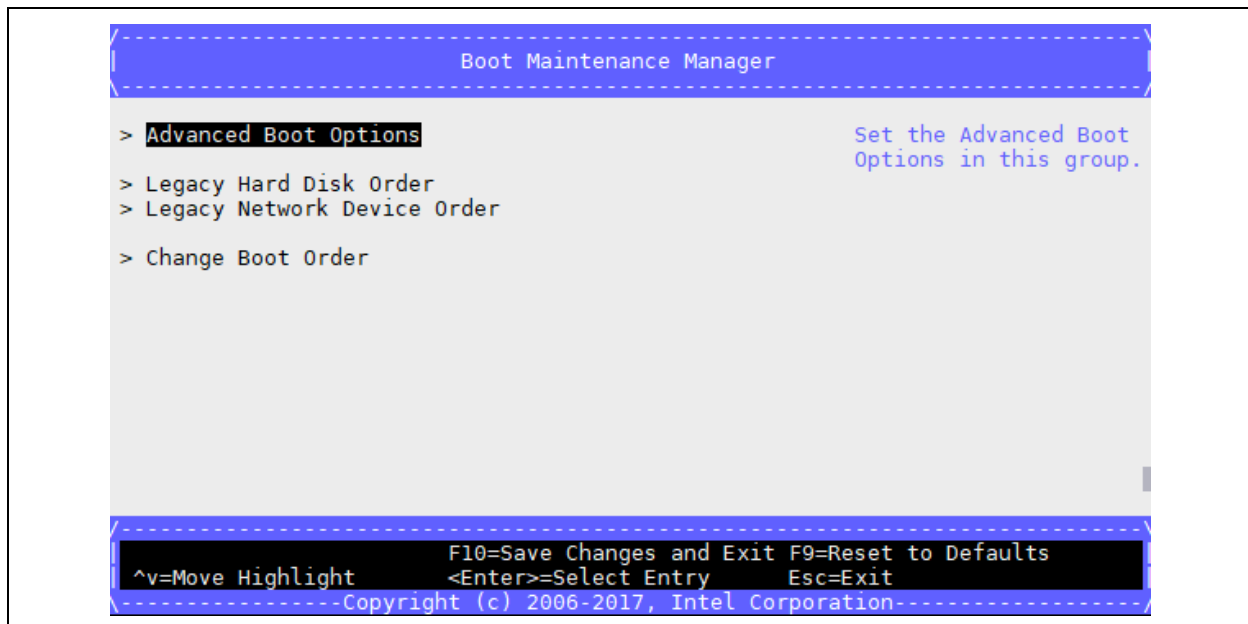 /------------------------------------------------------------------------------\
| Boot Maintenance Manager |
\------------------------------------------------------------------------------/
> Advanced Boot Options Set the Advanced Boot
Options in this group.
> Legacy Hard Disk Order
> Legacy Network Device Order
> Change Boot Order
/------------------------------------------------------------------------------\
| F10=Save Changes and Exit F9=Reset to Defaults |
| ^v=Move Highlight <Enter>=Select Entry Esc=Exit |
\-----------------Copyright (c) 2006-2017, Intel Corporation-------------------/